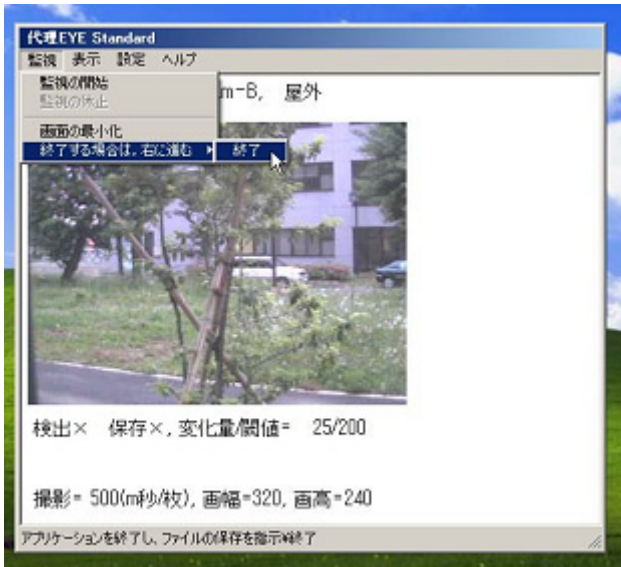 代理EYE Standard
監視 表示 設定 ヘルプ
監視の開始
監視の休止
画面の最小化
終了する場合は,右に進む 終了
m-B, 屋外
検出× 保存×, 変化量/閾値= 25/200
撮影= 500(m秒/枚), 画幅=320, 画高=240
アプリケーションを終了し、ファイルの保存を指示¥終了